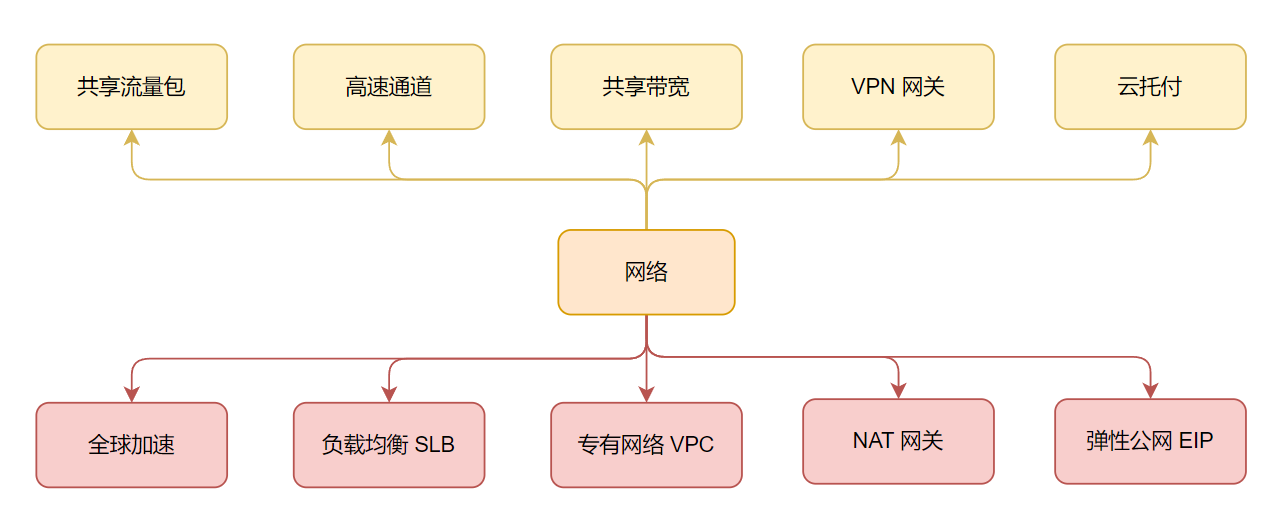 共享流量包
高速通道
共享带宽
VPN 网关
云托付
网络
全球加速
负载均衡 SLB
专有网络 VPC
NAT 网关
弹性公网 EIP